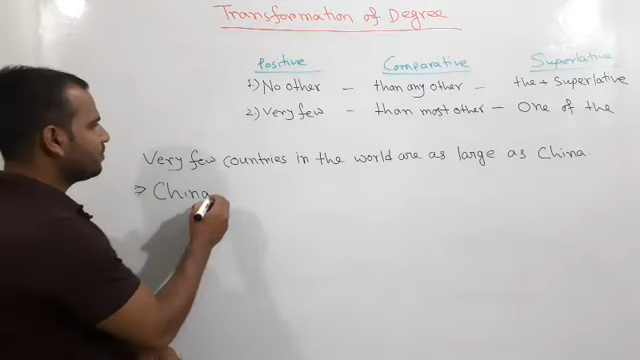 Transformation of Degree
Positive Comparative Superlative
1.) No other – than any other – the + Superlative
2) Very few – than most other – One of the
Very few countries in the world are as large as China.
⇒ China